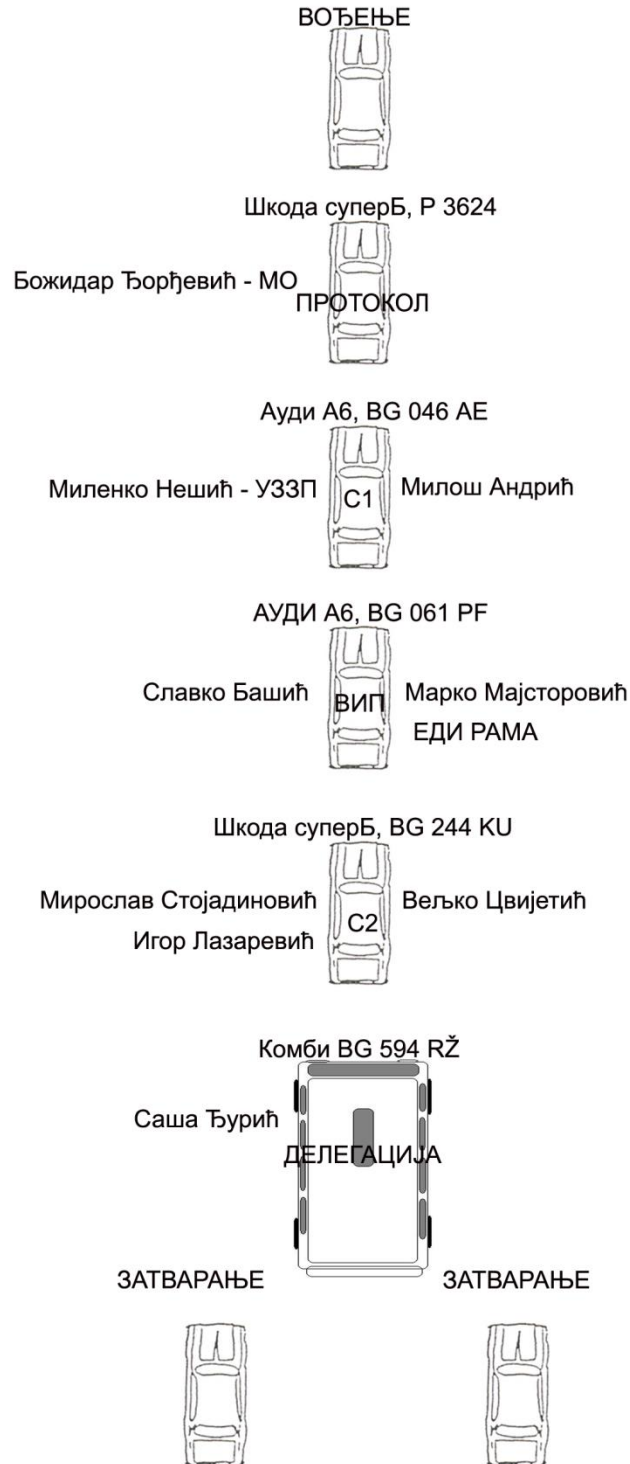 ВОЂЕЊЕ
Шкода суперБ, Р 3624
Божидар Ђорђевић - МО
ПРОТОКОЛ
Ауди А6, BG 046 AE
Миленко Нешић - УЗЗП
С1
Милош Андрић
АУДИ А6, BG 061 PF
Славко Башић
ВИП
Марко Мајсторовић
ЕДИ РАМА
Шкода суперБ, BG 244 KU
Мирослав Стојадиновић
С2
Вељко Цвијетић
Игор Лазаревић
Комби BG 594 RŽ
Саша Ђурић
ДЕЛЕГАЦИЈА
ЗАТВАРАЊЕ
ЗАТВАРАЊЕ